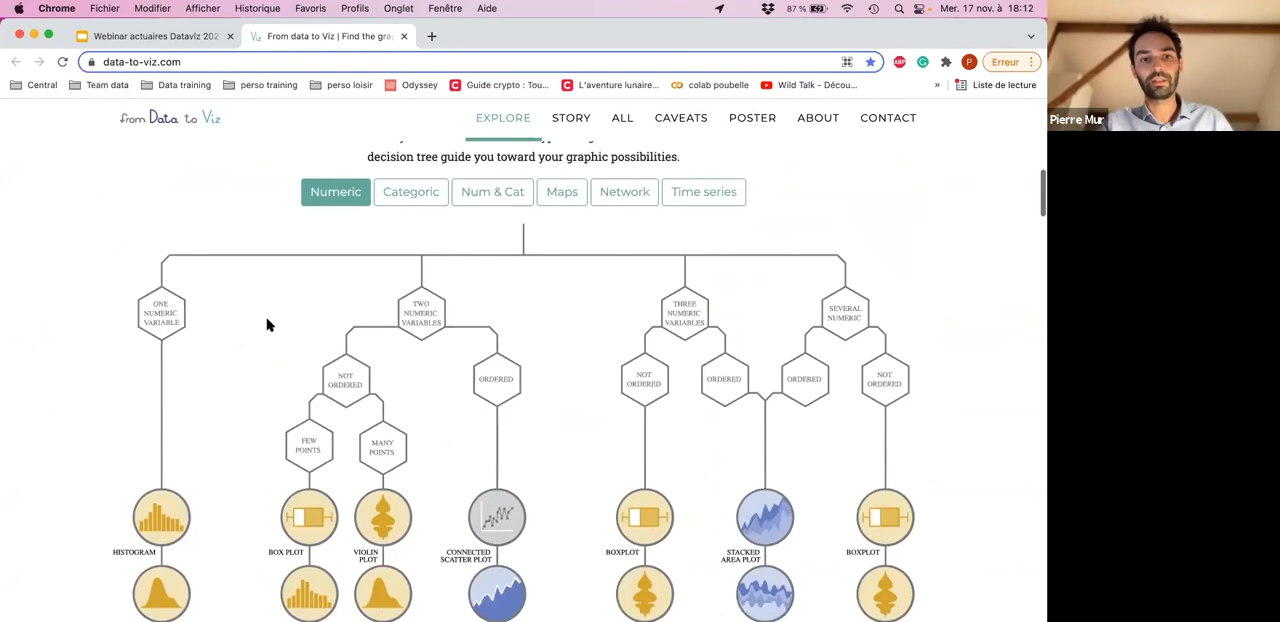 Chrome Fichier Modifier Afficher Historique Favoris Profils Onglet Fenêtre Aide 87 % Mer. 17 nov. à 18:12
Webinar actuaires Dataviz 202 From data to Viz | Find the gra
data-to-viz.com ABP P Erreur
Central Team data Data training perso training perso loisir Odyssey Guide crypto : Tou... L'aventure lunaire... colab poubelle Wild Talk - Décou... » Liste de lecture
Pierre Mur
from Data to Viz EXPLORE STORY ALL CAVEATS POSTER ABOUT CONTACT
decision tree guide you toward your graphic possibilities.
Numeric Categoric Num & Cat Maps Network Time series
ONE
NUMERIC
VARIABLE
TWO
NUMERIC
VARIABLES
THREE
NUMERIC
VARIABLES
SEVERAL
NUMERIC
NOT
ORDERED
ORDERED
NOT
ORDERED
ORDERED
ORDERED
NOT
ORDERED
FEW
POINTS
MANY
POINTS
HISTOGRAM
BOX PLOT
VIOLIN
PLOT
CONNECTED
SCATTER PLOT
BOXPLOT
STACKED
AREA PLOT
BOXPLOT